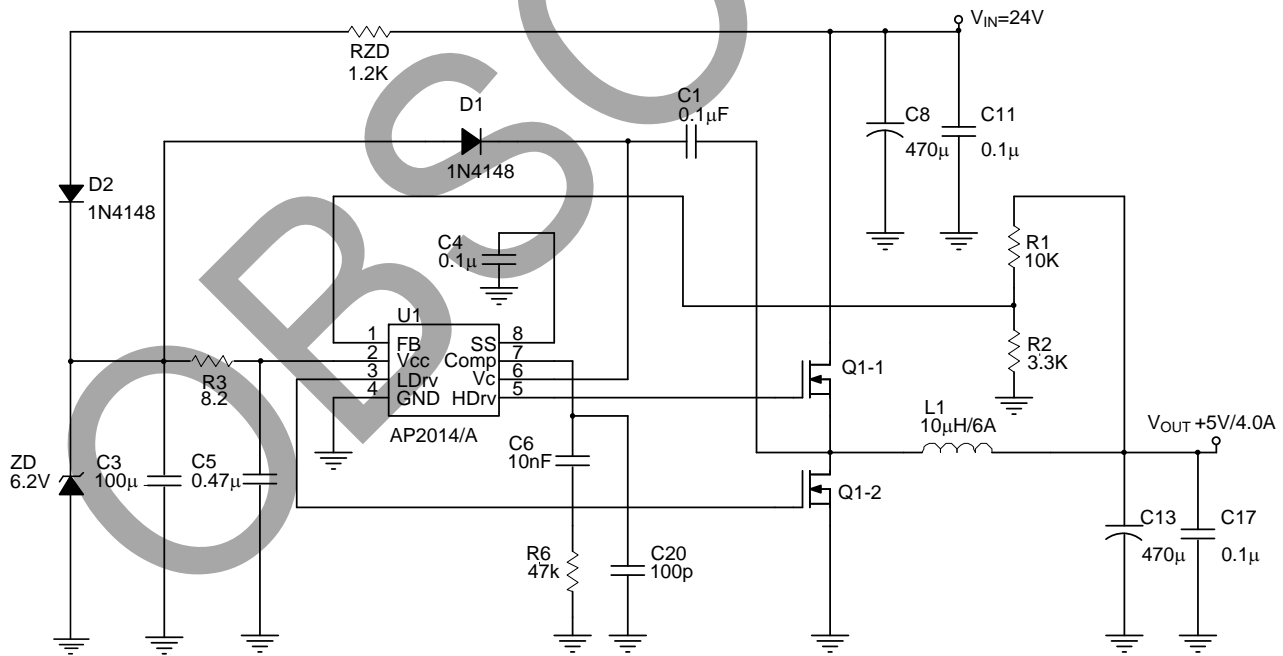 V_IN=24V
RZD
1.2K
D1
1N4148
C1
0.1µF
C8
470µ
C11
0.1µ
D2
1N4148
C4
0.1µ
R1
10K
R2
3.3K
U1
1 FB SS 8
2 Vcc Comp 7
3 LDrv Vc 6
4 GND HDrv 5
AP2014/A
R3
8.2
Q1-1
L1
10µH/6A
V_OUT +5V/4.0A
ZD
6.2V
C3
100µ
C5
0.47µ
C6
10nF
Q1-2
R6
47k
C20
100p
C13
470µ
C17
0.1µ
OBSO